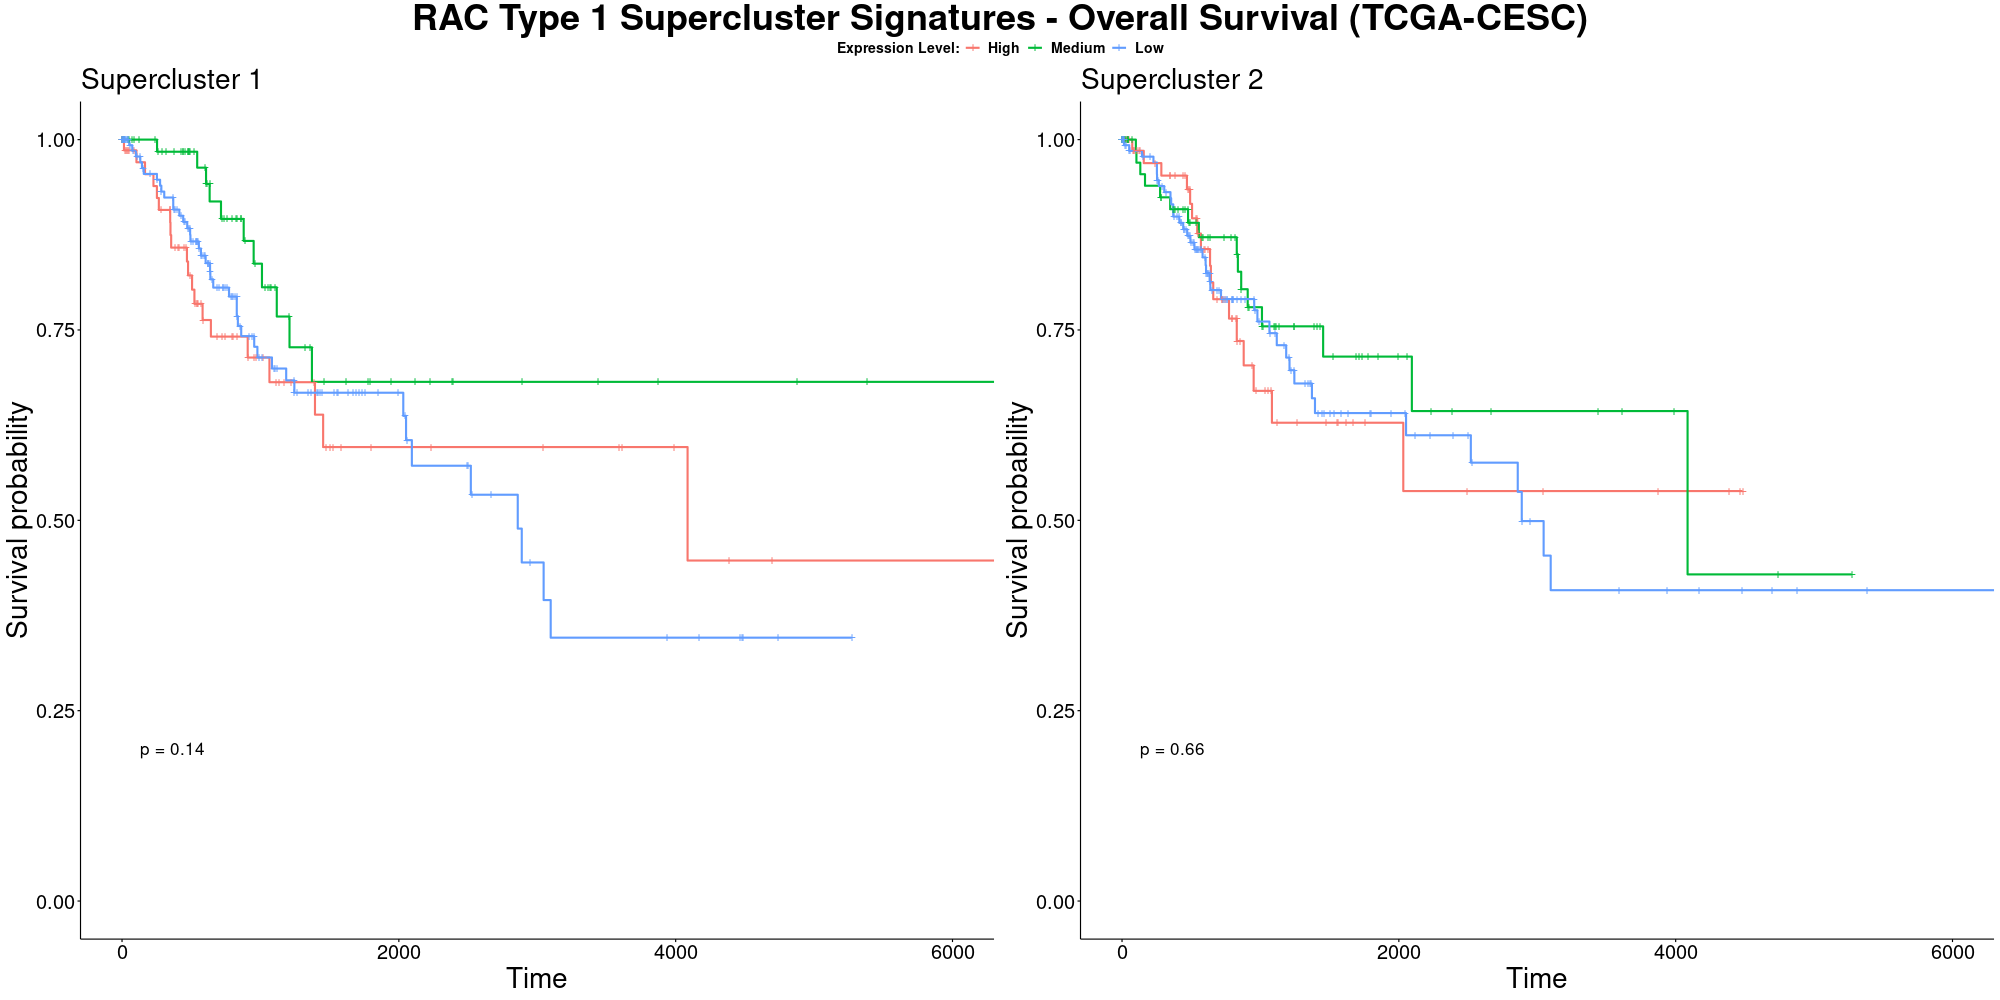 RAC Type 1 Supercluster Signatures - Overall Survival (TCGA-CESC)
Expression Level: High Medium Low
Supercluster 1
Survival probability
1.00
0.75
0.50
0.25
0.00
p = 0.14
0 2000 4000 6000
Time
Supercluster 2
Survival probability
1.00
0.75
0.50
0.25
0.00
p = 0.66
0 2000 4000 6000
Time